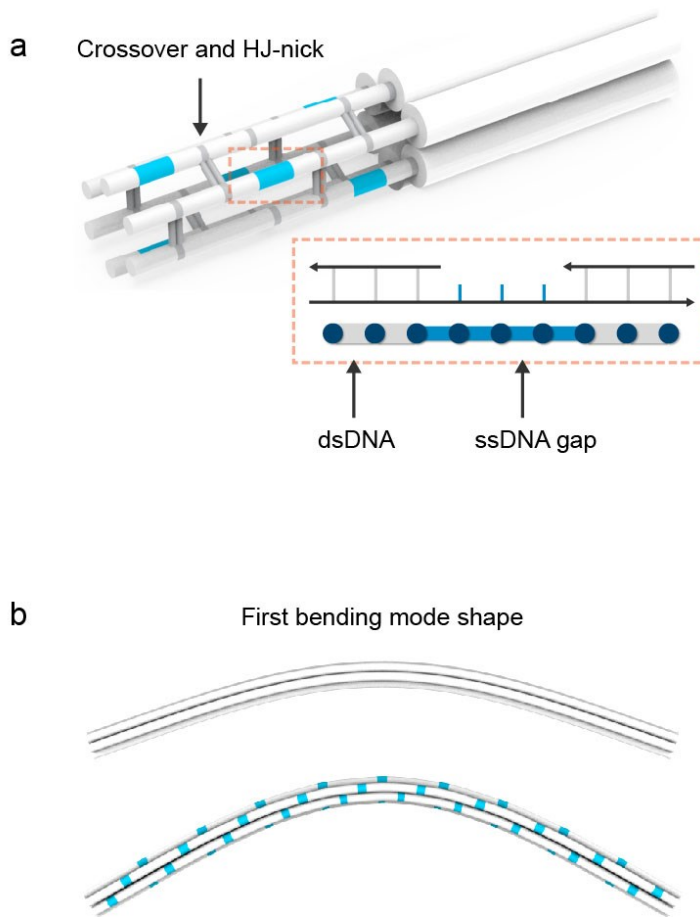 a
Crossover and HJ-nick
dsDNA
ssDNA gap
b
First bending mode shape